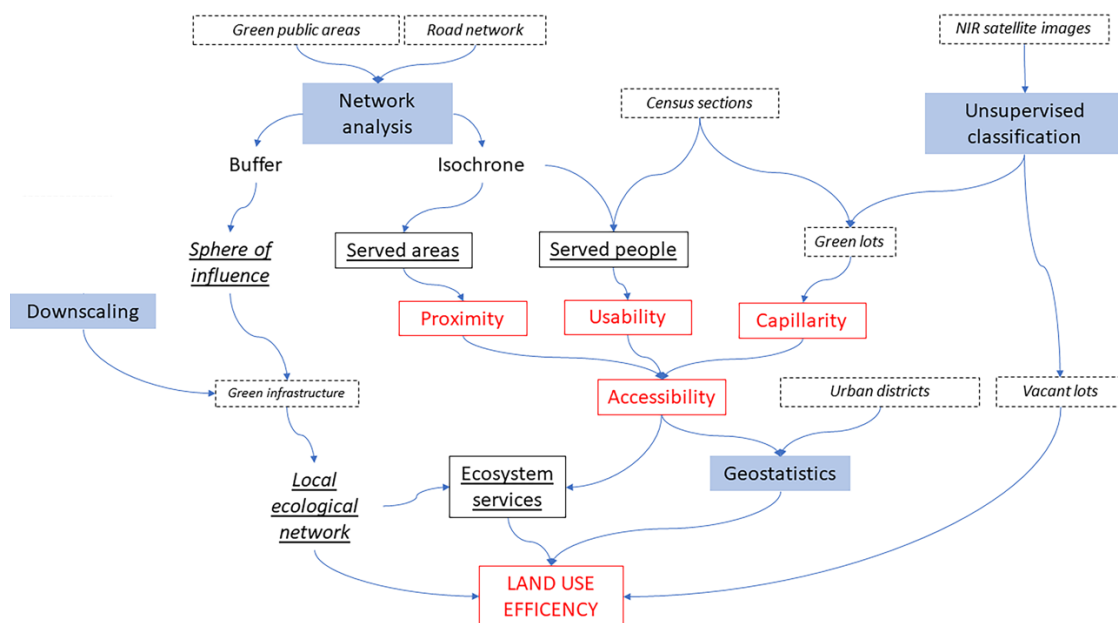 Green public areas
Road network
NIR satellite images
Network
analysis
Census sections
Unsupervised
classification
Buffer
Isochrone
Sphere of
influence
Served areas
Served people
Green lots
Downscaling
Proximity
Usability
Capillarity
Green infrastructure
Accessibility
Urban districts
Vacant lots
Local
ecological
network
Ecosystem
services
Geostatistics
LAND USE
EFFICENCY